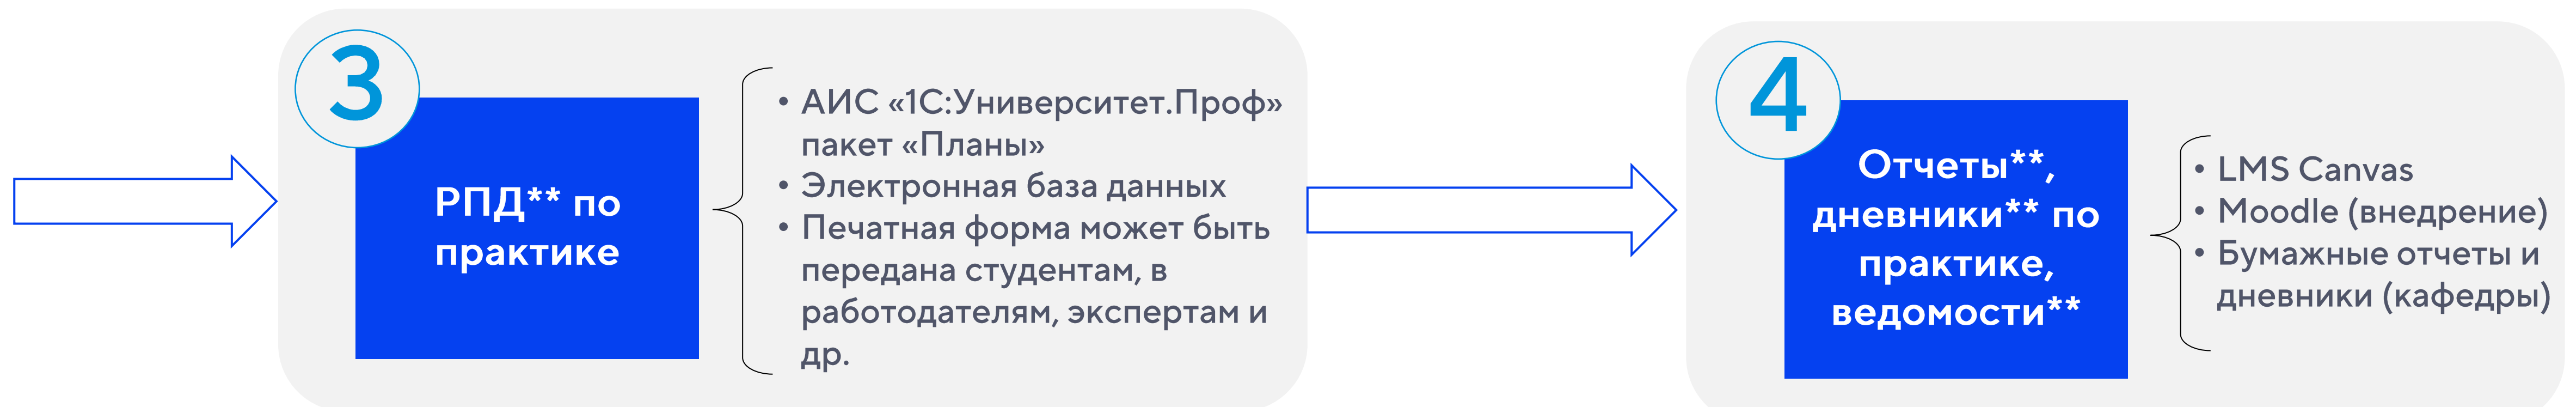 3
РПД** по
практике
• АИС «1С:Университет.Проф»
пакет «Планы»
• Электронная база данных
• Печатная форма может быть
передана студентам, в
работодателям, экспертам и
др.
4
Отчеты**,
дневники** по
практике,
ведомости**
• LMS Canvas
• Moodle (внедрение)
• Бумажные отчеты и
дневники (кафедры)